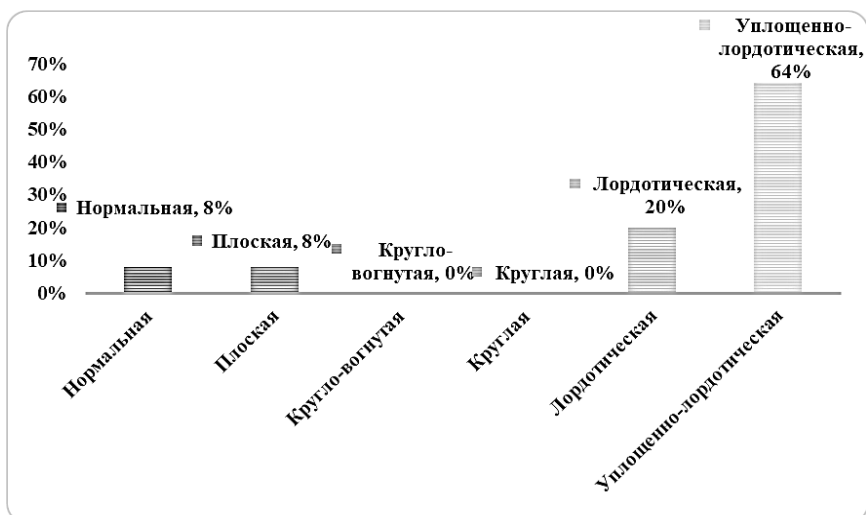 Уплощенно-
лордотическая,
64%
70%
60%
50%
40%
30%
20%
10%
0%
Нормальная, 8%
Плоская, 8%
Кругло-
вогнутая, 0%
Круглая, 0%
Лордотическая,
20%
Нормальная
Плоская
Кругло-вогнутая
Круглая
Лордотическая
Уплощенно-лордотическая